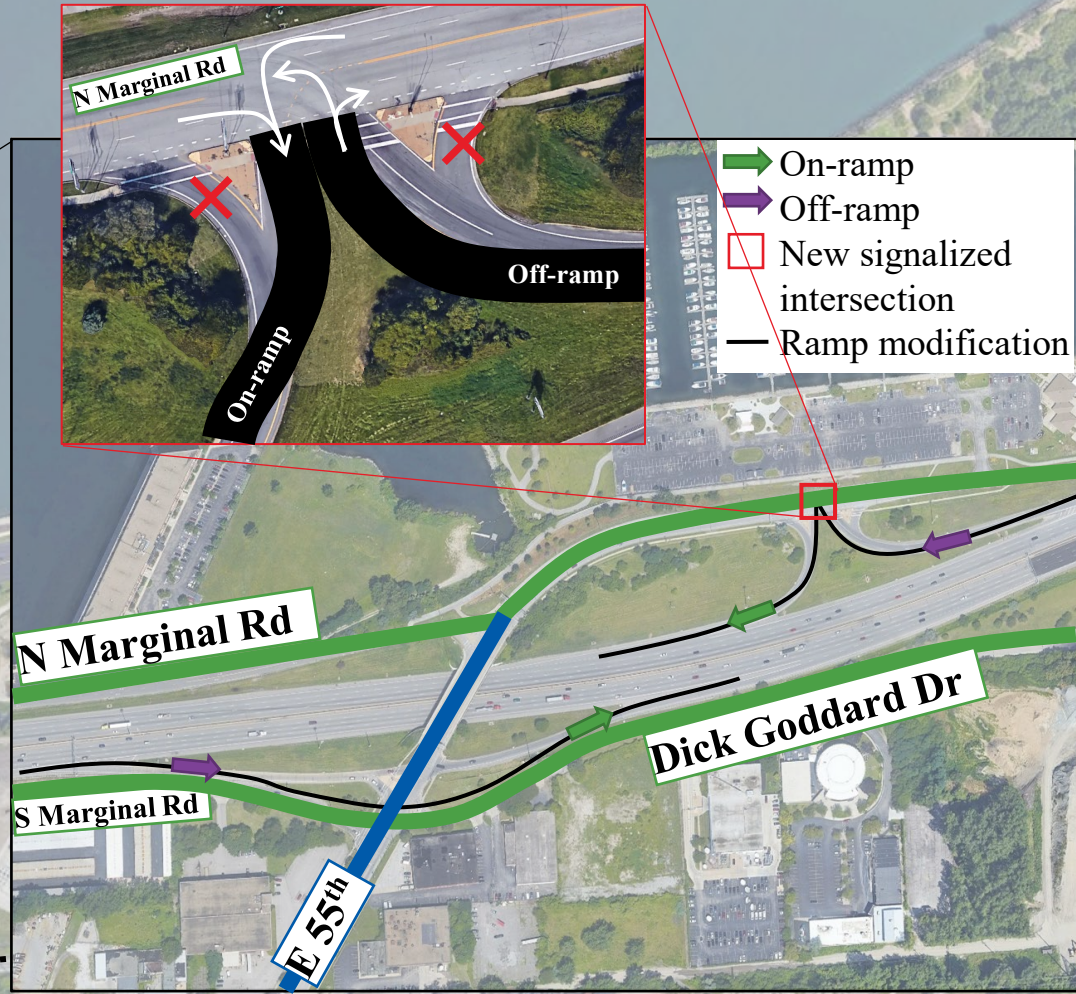 N Marginal Rd
On-ramp
Off-ramp
On-ramp
Off-ramp
New signalized
intersection
Ramp modification
N Marginal Rd
Dick Goddard Dr
S Marginal Rd
E 55th